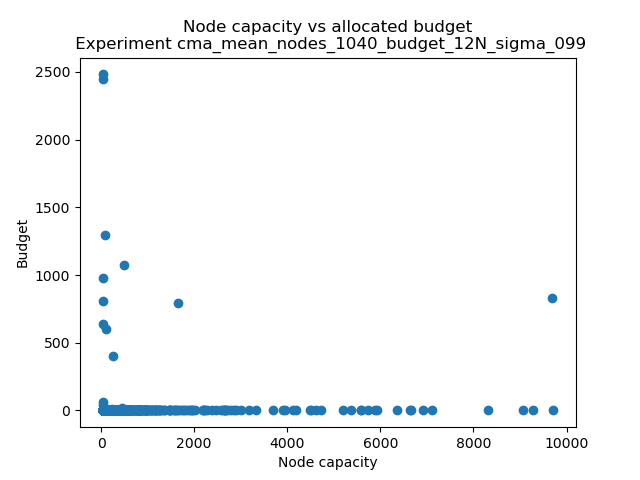 Node capacity vs allocated budget
Experiment cma_mean_nodes_1040_budget_12N_sigma_099
2500
2000
1500
1000
500
0
Budget
0 2000 4000 6000 8000 10000
Node capacity